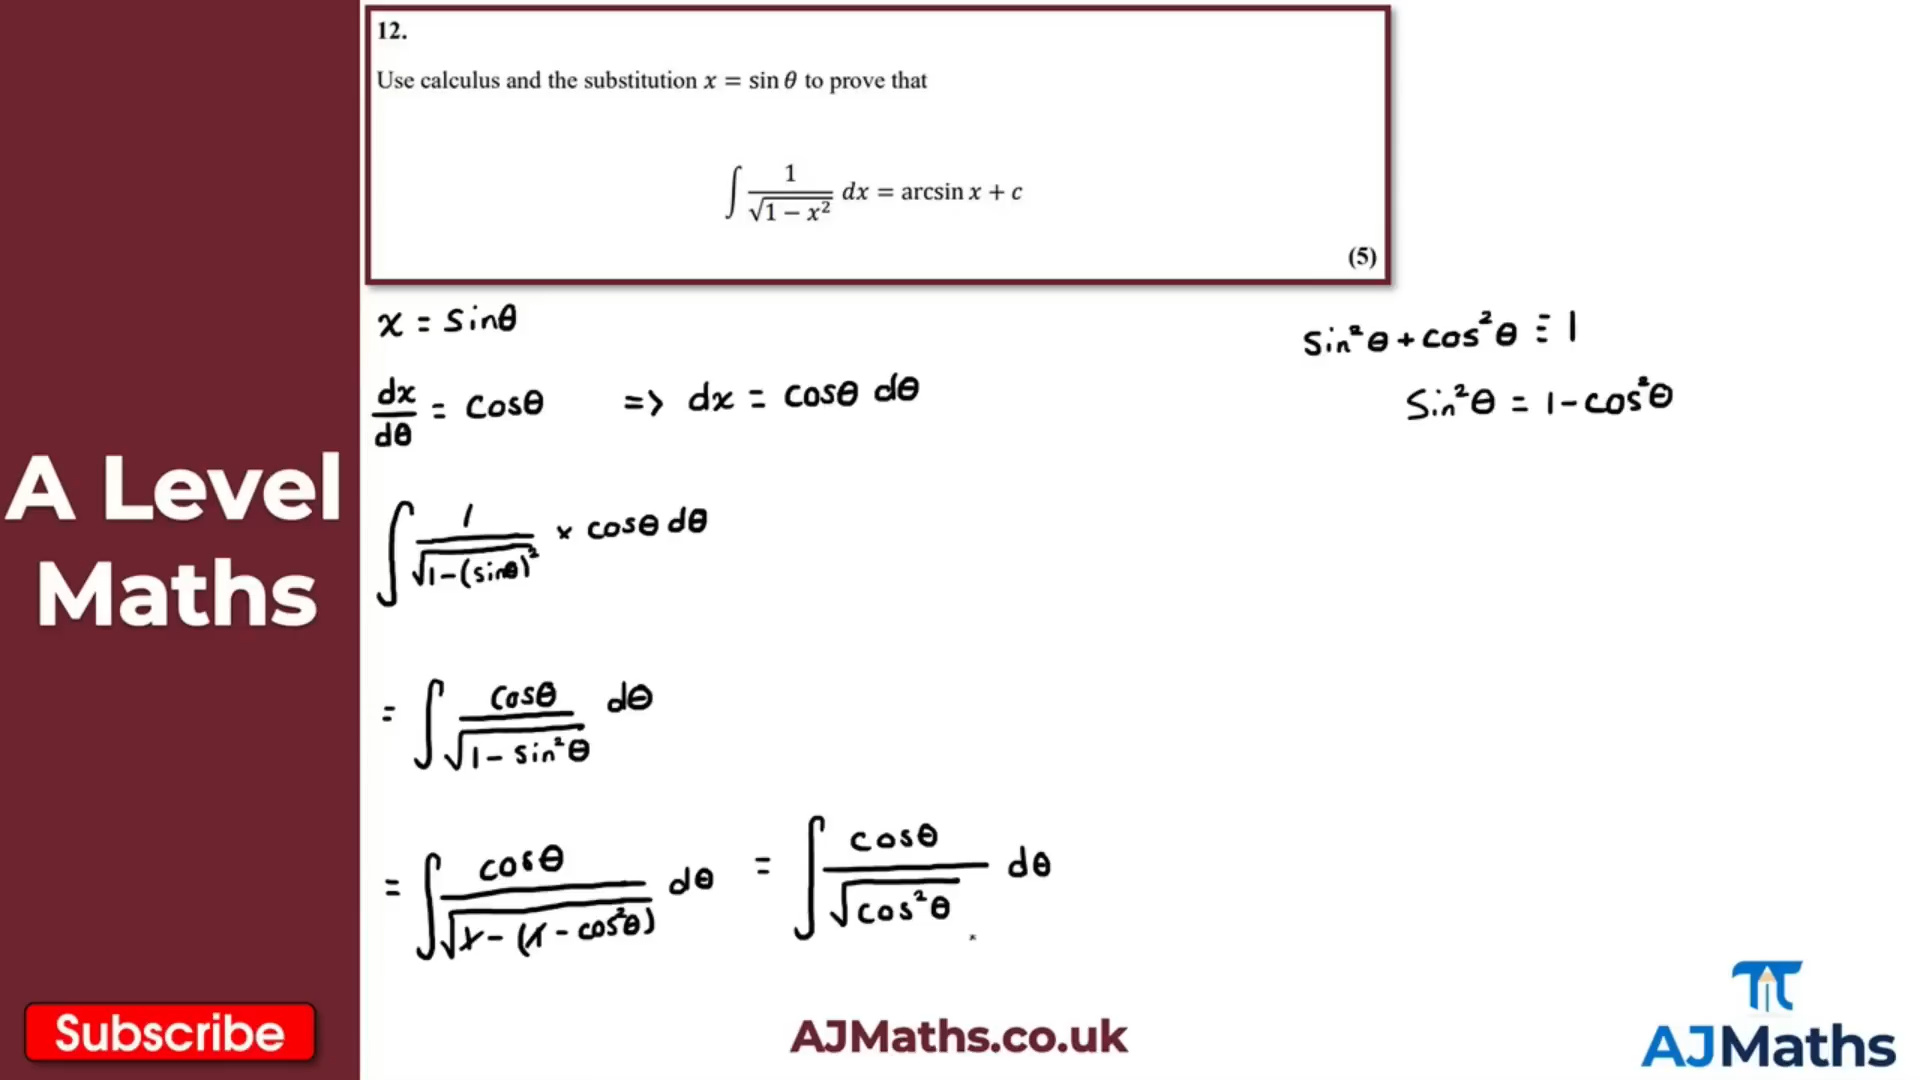 12.
Use calculus and the substitution x = sin θ to prove that
∫ 1/√(1 − x²) dx = arcsin x + c
(5)
x = sinθ
dx/dθ = cosθ => dx = cosθ dθ
sin²θ + cos²θ ≡ 1
sin²θ = 1 - cos²θ
∫ 1/√(1-(sinθ)²) × cosθ dθ
= ∫ cosθ/√(1 - sin²θ) dθ
= ∫ cosθ/√(1 - (1 - cos²θ)) dθ = ∫ cosθ/√(cos²θ) dθ
A Level
Maths
Subscribe
AJMaths.co.uk
AJMaths